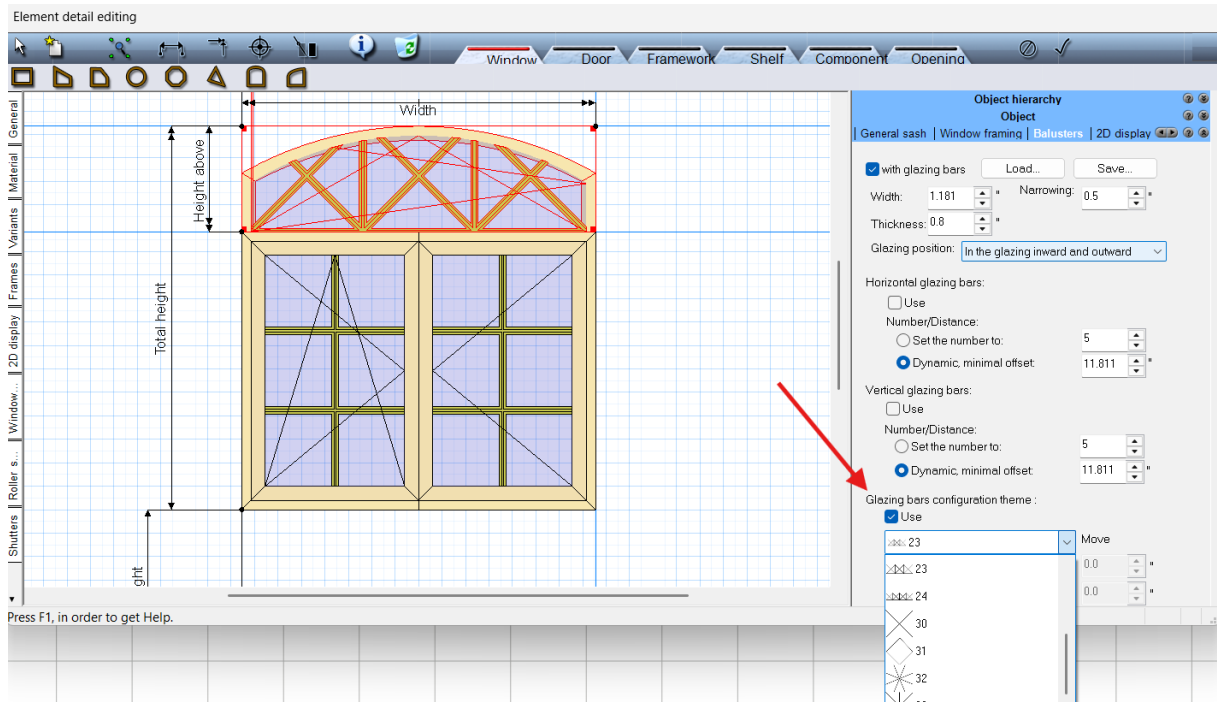 Element detail editing
Window Door Framework Shelf Component Opening
General
Material
Variants
Frames
2D display
Window...
Roller s...
Shutters
Width
Height above
Total height
ght
Object hierarchy
Object
General sash Window framing Balusters 2D display
with glazing bars Load... Save...
Width: 1.181 " Narrowing: 0.5 "
Thickness: 0.8 "
Glazing position: In the glazing inward and outward
Horizontal glazing bars:
Use
Number/Distance:
Set the number to: 5
Dynamic, minimal offset: 11.811 "
Vertical glazing bars:
Use
Number/Distance:
Set the number to: 5
Dynamic, minimal offset: 11.811 "
Glazing bars configuration theme :
Use
23 Move
23 0.0 "
24 0.0 "
30
31
32
Press F1, in order to get Help.